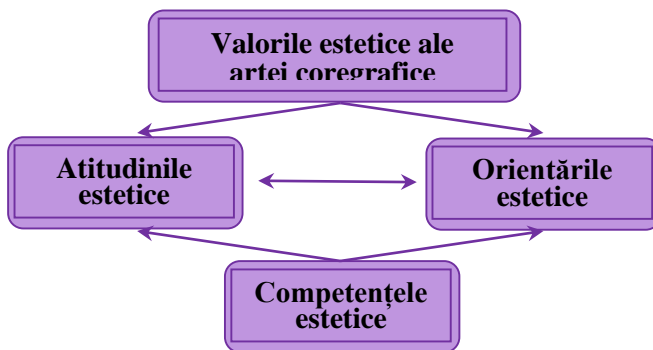 Valorile estetice ale
artei coregrafice
Atitudinile
estetice
Orientările
estetice
Competențele
estetice